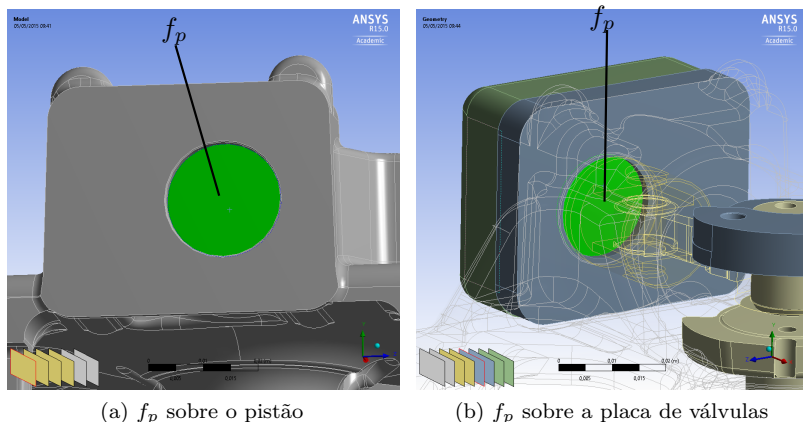 Model
05/05/2015 09:41
f_p
ANSYS
R15.0
Academic
0
0,01
0,02 (m)
0,005
0,015
Y
Z
(a) f_p sobre o pistão
Geometry
05/05/2015 09:44
f_p
ANSYS
R15.0
Academic
0
0,01
0,02 (m)
0,005
0,015
(b) f_p sobre a placa de válvulas